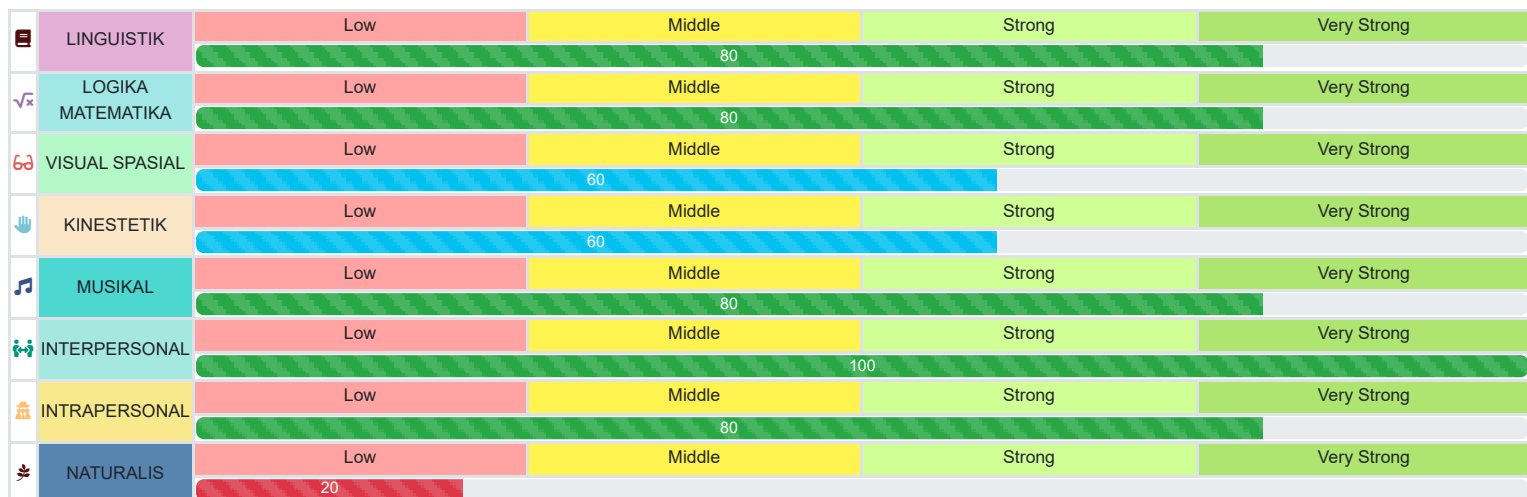 LINGUISTIK
Low Middle Strong Very Strong
80
LOGIKA
MATEMATIKA
Low Middle Strong Very Strong
80
VISUAL SPASIAL
Low Middle Strong Very Strong
60
KINESTETIK
Low Middle Strong Very Strong
60
MUSIKAL
Low Middle Strong Very Strong
80
INTERPERSONAL
Low Middle Strong Very Strong
100
INTRAPERSONAL
Low Middle Strong Very Strong
80
NATURALIS
Low Middle Strong Very Strong
20